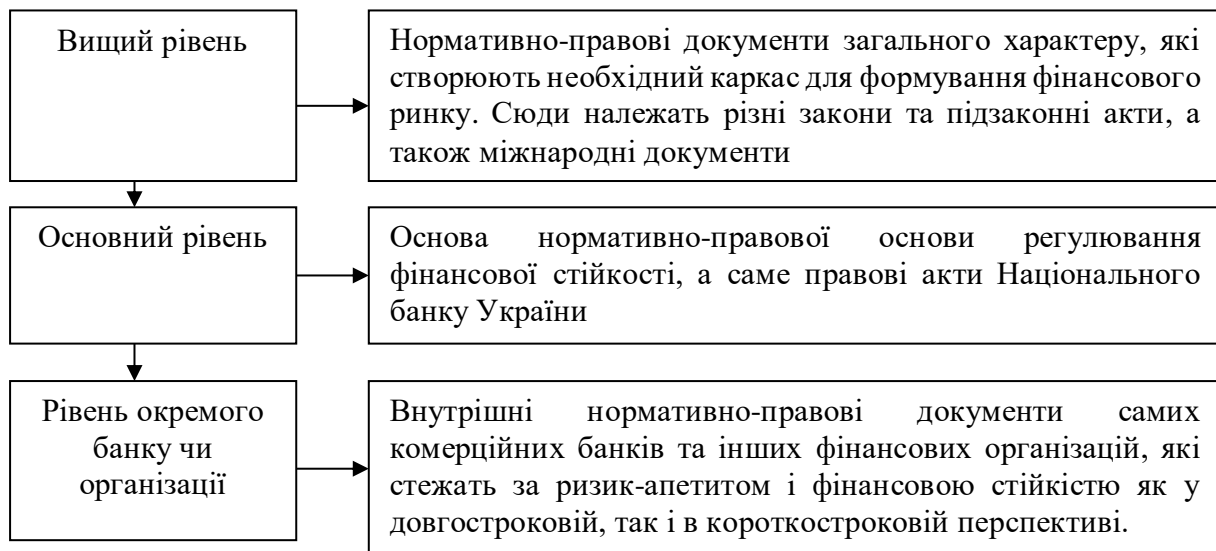 Вищий рівень
Нормативно-правові документи загального характеру, які
створюють необхідний каркас для формування фінансового
ринку. Сюди належать різні закони та підзаконні акти, а
також міжнародні документи
Основний рівень
Основа нормативно-правової основи регулювання
фінансової стійкості, а саме правові акти Національного
банку України
Рівень окремого
банку чи
організації
Внутрішні нормативно-правові документи самих
комерційних банків та інших фінансових організацій, які
стежать за ризик-апетитом і фінансовою стійкістю як у
довгостроковій, так і в короткостроковій перспективі.